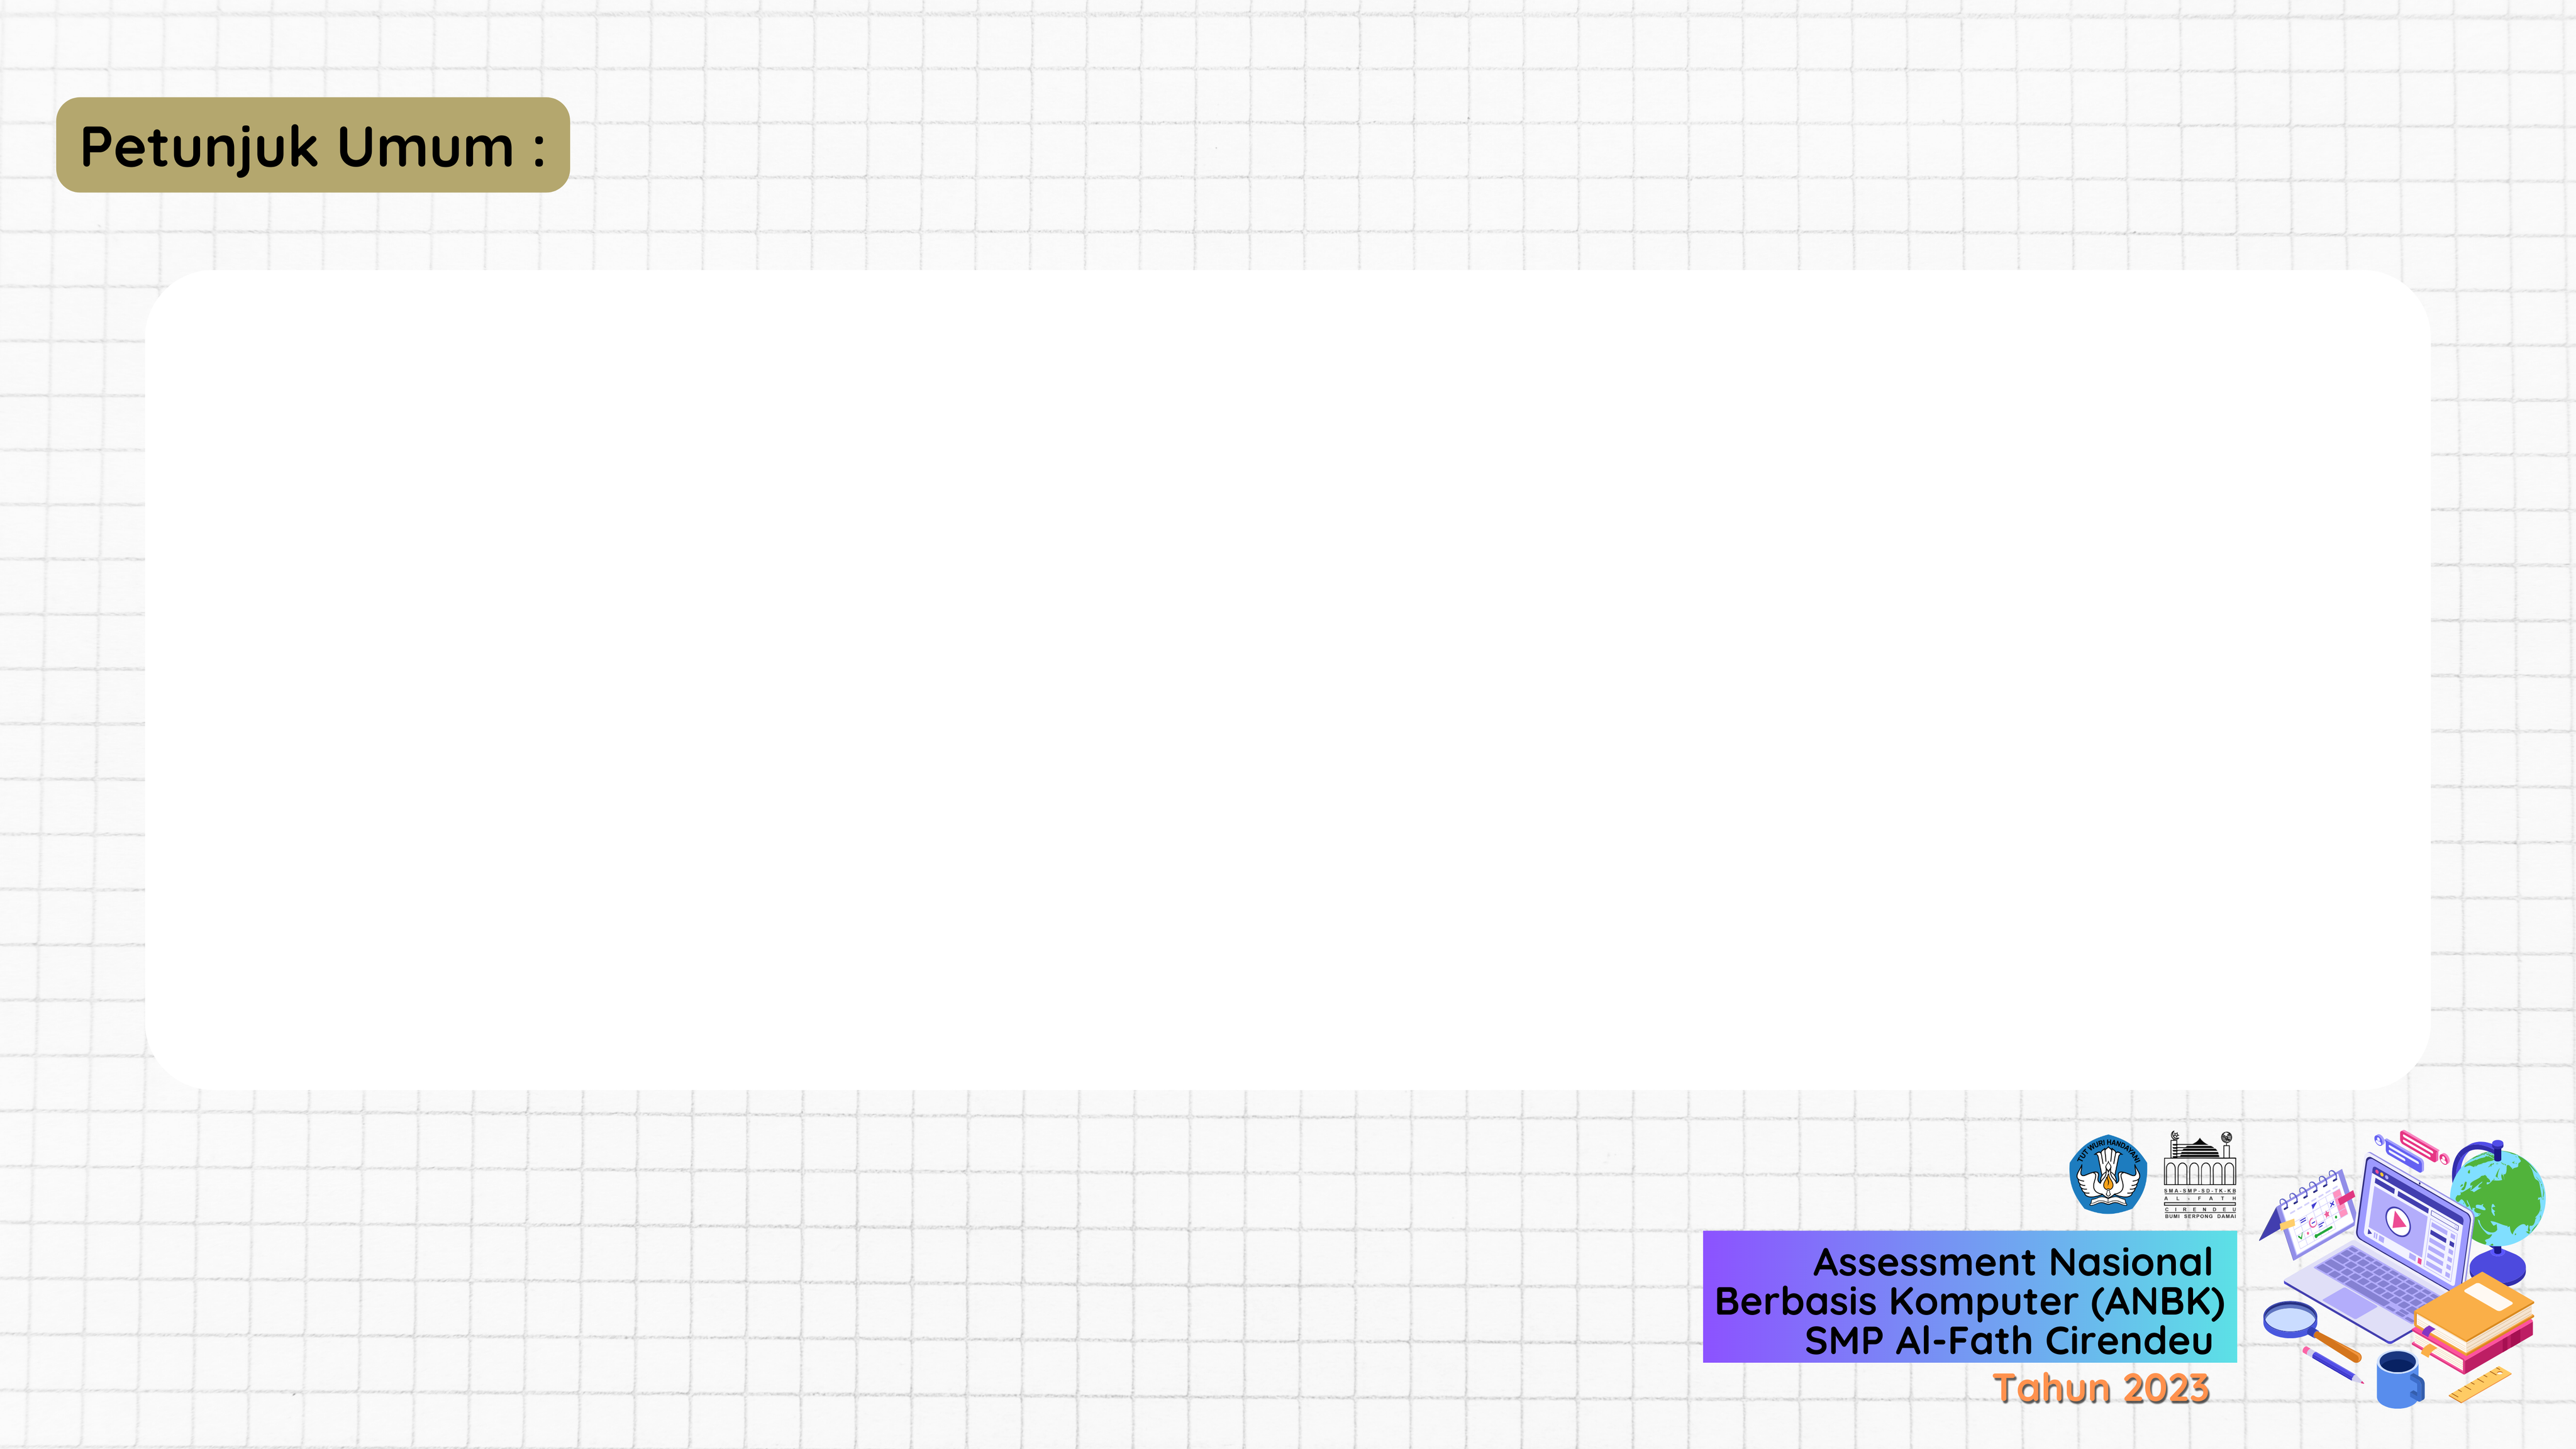 Petunjuk Umum :
TUT WURI HANDAYANI
SMA-SMP-SD-TK-KB
AL-FATH
CIRENDEU
BUMI SERPONG DAMAI
Assessment Nasional
Berbasis Komputer (ANBK)
SMP Al-Fath Cirendeu
Tahun 2023